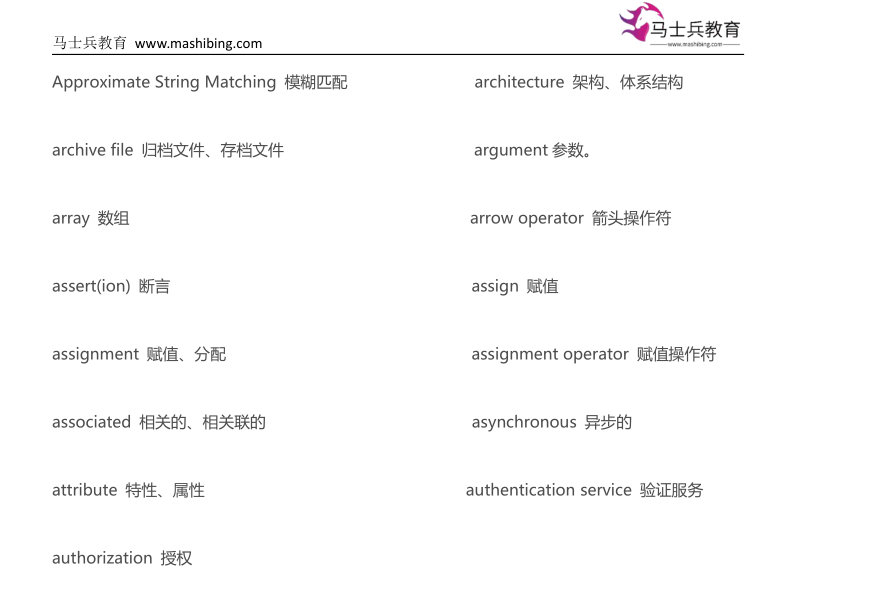 马士兵教育 www.mashibing.com
马士兵教育
www.mashibing.com
Approximate String Matching 模糊匹配 architecture 架构、体系结构
archive file 归档文件、存档文件 argument 参数。
array 数组 arrow operator 箭头操作符
assert(ion) 断言 assign 赋值
assignment 赋值、分配 assignment operator 赋值操作符
associated 相关的、相关联的 asynchronous 异步的
attribute 特性、属性 authentication service 验证服务
authorization 授权